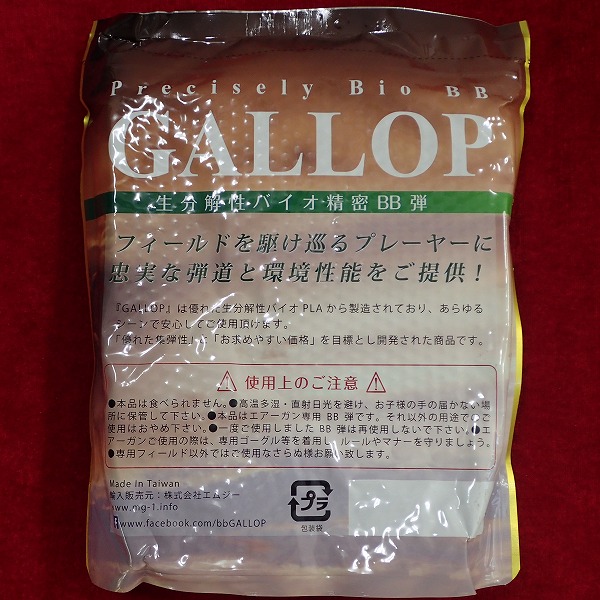 Precisely Bio BB
GALLOP
生分解性バイオ精密BB弾
フィールドを駆け巡るプレーヤーに
忠実な弾道と環境性能をご提供！
『GALLOP』は優れた生分解性バイオPLAから製造されており、あらゆる
シーンで安心してご使用頂けます。
「優れた集弾性」に「お求めやすい価格」を目標とし開発された商品です。
使用上のご注意
●本品は食べられません。●高温多湿・直射日光を避け、お子様の手の届かない場
所に保管して下さい。●本品はエアーガン専用BB弾です。それ以外の用途でのご
使用はおやめ下さい。●一度ご使用しましたBB弾は再使用しないで下さい。●エ
アーガンご使用の際は、専用ゴーグル等を着用し、ルールやマナーを守りましょう。
●専用フィールド以外ではご使用なさらぬ様お願い致します。
Made In Taiwan
輸入販売元：株式会社エムジー
www.mg-1.info
www.facebook.com/bbGALLOP
プラ
包装袋